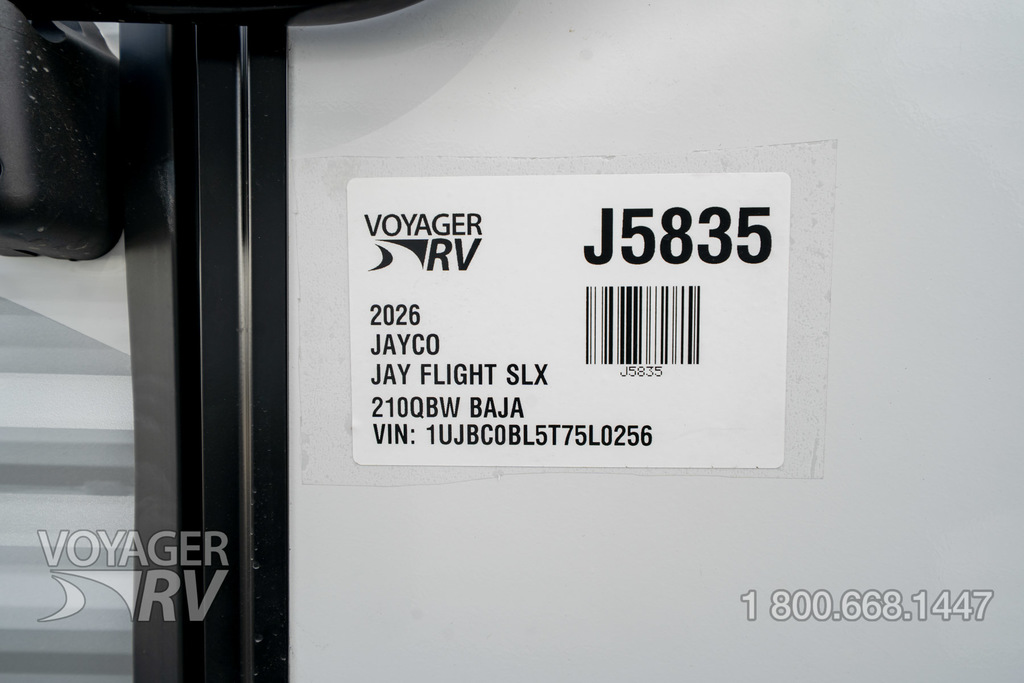 VOYAGER
RV
J5835
J5835
2026
JAYCO
JAY FLIGHT SLX
210QBW BAJA
VIN: 1UJBC0BL5T75L0256
VOYAGER
RV
1 800.668.1447